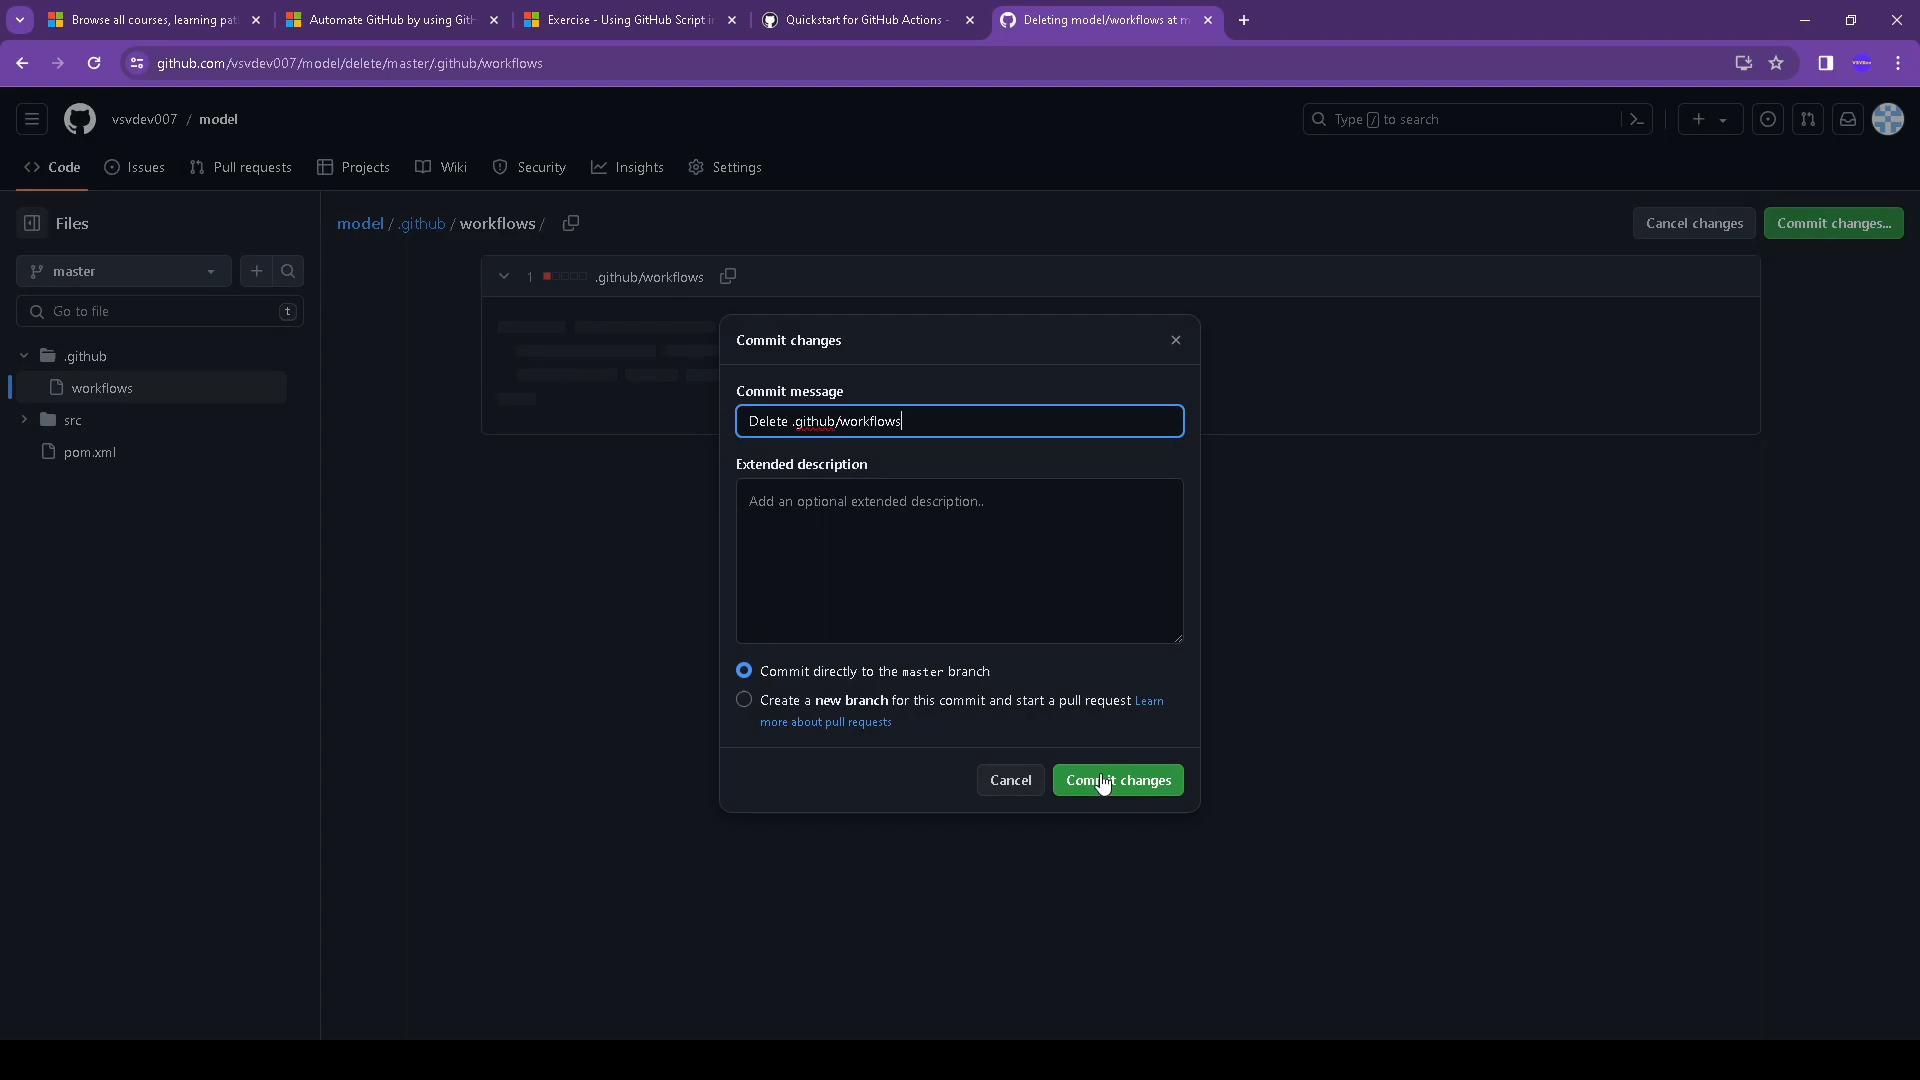 Browse all courses, learning pat
Automate GitHub by using GitH
Exercise - Using GitHub Script in
Quickstart for GitHub Actions -
Deleting model/workflows at m
github.com/vsvdev007/model/delete/master/.github/workflows
vsvdev007 / model
Type / to search
Code
Issues
Pull requests
Projects
Wiki
Security
Insights
Settings
Files
model / .github / workflows /
Cancel changes
Commit changes...
master
1 .github/workflows
Go to file
t
.github
workflows
src
pom.xml
Commit changes
Commit message
Delete .github/workflows
Extended description
Add an optional extended description..
Commit directly to the master branch
Create a new branch for this commit and start a pull request Learn
more about pull requests
Cancel
Commit changes